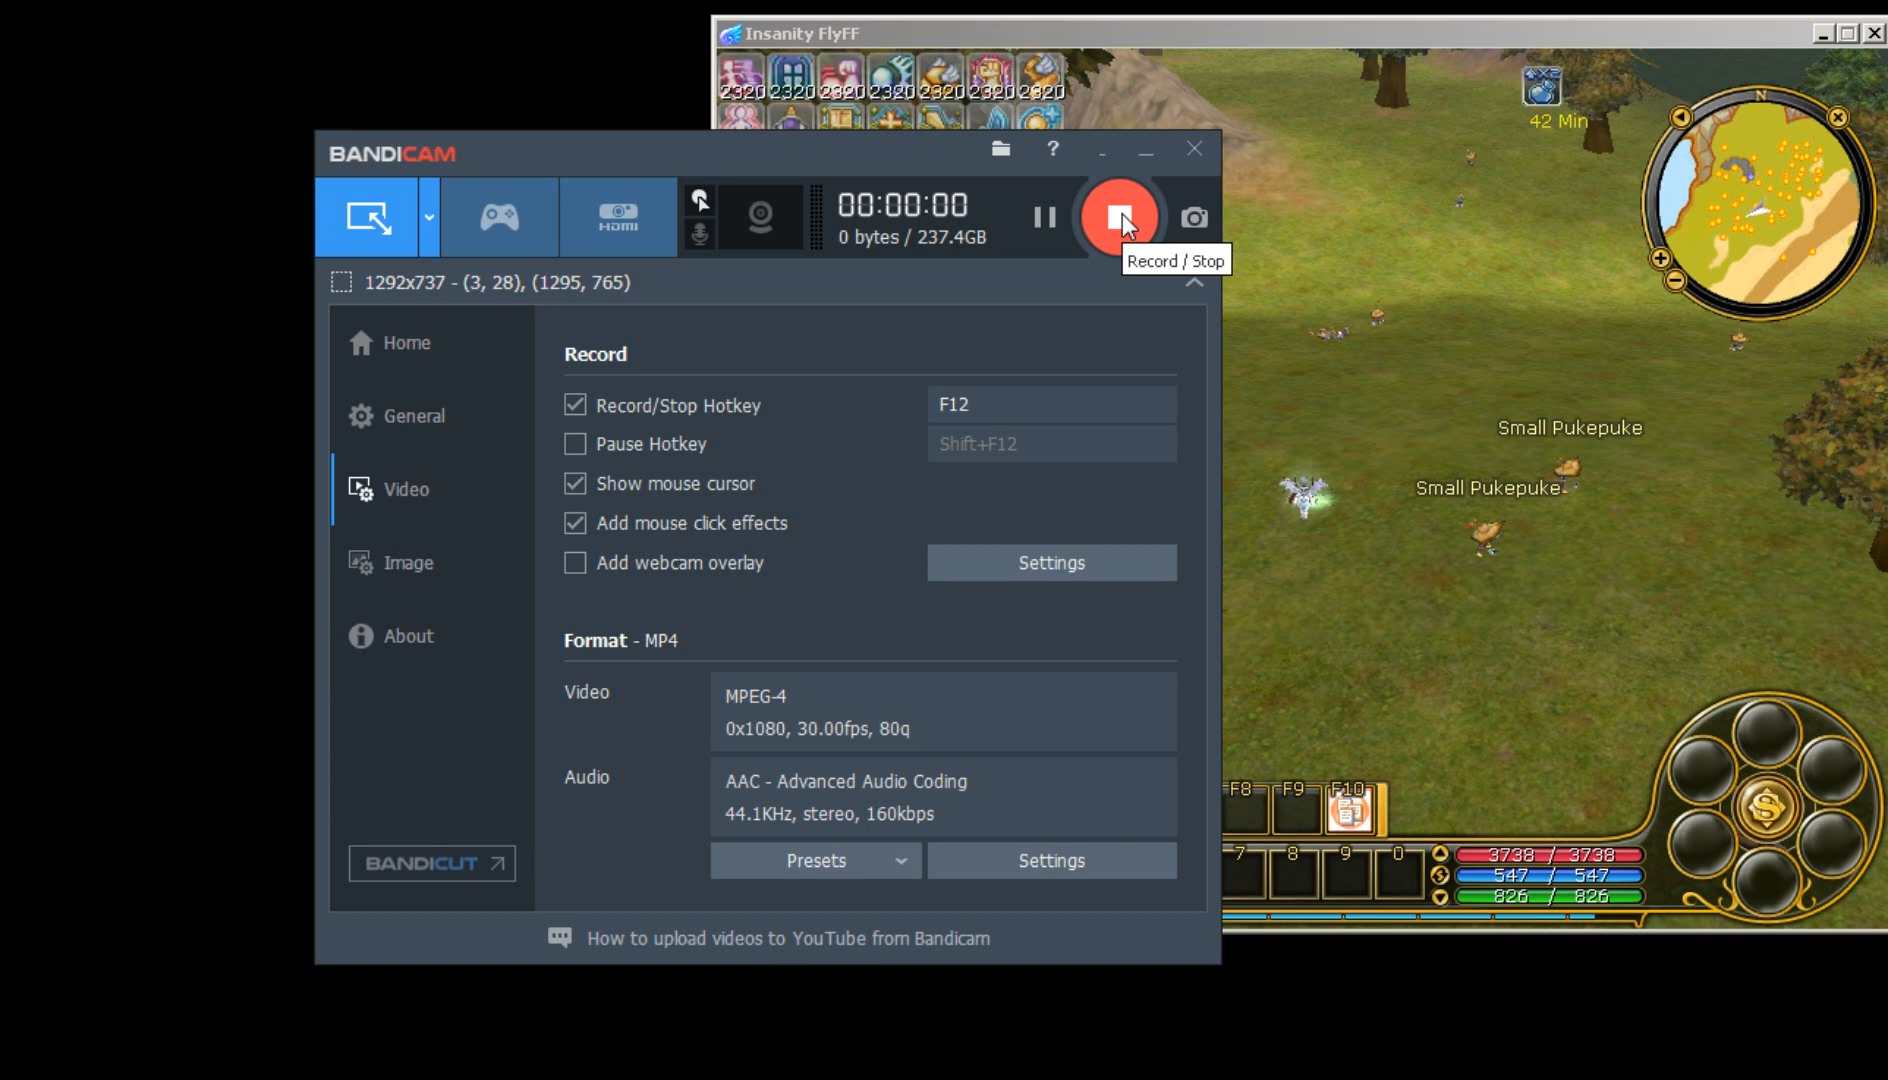 Insanity FlyFF
2320 2320 2320 2320 2320 2320 2320
X2
42 Min
N
BANDICAM
?
HDMI
00:00:00
0 bytes / 237.4GB
Record / Stop
1292x737 - (3, 28), (1295, 765)
Home
General
Video
Image
About
BANDICUT
Record
Record/Stop Hotkey
F12
Pause Hotkey
Shift+F12
Show mouse cursor
Add mouse click effects
Add webcam overlay
Settings
Format - MP4
Video
MPEG-4
0x1080, 30.00fps, 80q
Audio
AAC - Advanced Audio Coding
44.1KHz, stereo, 160kbps
Presets
Settings
How to upload videos to YouTube from Bandicam
Small Pukepuke
Small Pukepuke
F8 F9 F10
7 8 9 0
3738 / 3738
547 / 547
826 / 826